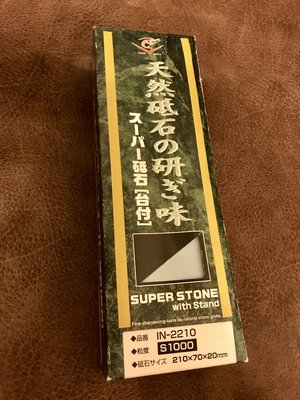 天然砥石の研ぎ味
スーパー砥石［台付］
SUPER STONE
with Stand
Fine sharpening-taste as natural stone gives.
●品番 IN-2210
●粒度 S1000
●砥石サイズ 210×70×20mm